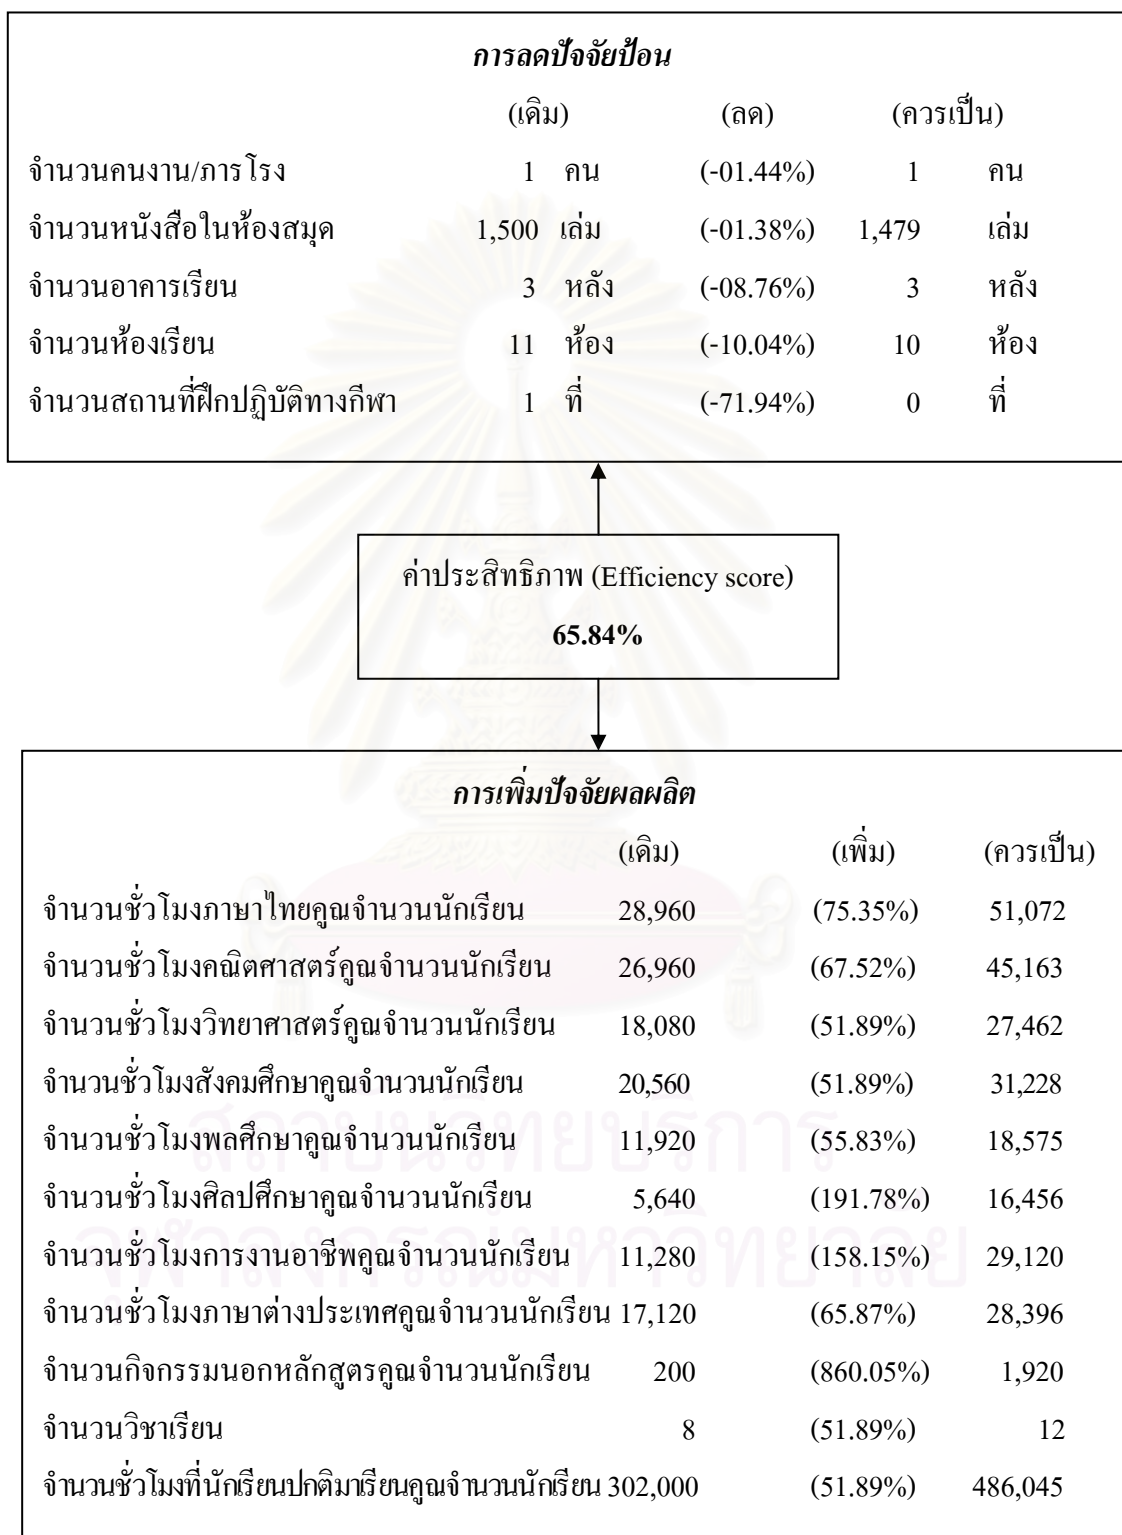 การลดปัจจัยป้อน
(เดิม) (ลด) (ควรเป็น)
จำนวนคนงาน/ภารโรง 1 คน (-01.44%) 1 คน
จำนวนหนังสือในห้องสมุด 1,500 เล่ม (-01.38%) 1,479 เล่ม
จำนวนอาคารเรียน 3 หลัง (-08.76%) 3 หลัง
จำนวนห้องเรียน 11 ห้อง (-10.04%) 10 ห้อง
จำนวนสถานที่ฝึกปฏิบัติทางกีฬา 1 ที่ (-71.94%) 0 ที่
ค่าประสิทธิภาพ (Efficiency score)
65.84%
การเพิ่มปัจจัยผลผลิต
(เดิม) (เพิ่ม) (ควรเป็น)
จำนวนชั่วโมงภาษาไทยคูณจำนวนนักเรียน 28,960 (75.35%) 51,072
จำนวนชั่วโมงคณิตศาสตร์คูณจำนวนนักเรียน 26,960 (67.52%) 45,163
จำนวนชั่วโมงวิทยาศาสตร์คูณจำนวนนักเรียน 18,080 (51.89%) 27,462
จำนวนชั่วโมงสังคมศึกษาคูณจำนวนนักเรียน 20,560 (51.89%) 31,228
จำนวนชั่วโมงพลศึกษาคูณจำนวนนักเรียน 11,920 (55.83%) 18,575
จำนวนชั่วโมงศิลปศึกษาคูณจำนวนนักเรียน 5,640 (191.78%) 16,456
จำนวนชั่วโมงการงานอาชีพคูณจำนวนนักเรียน 11,280 (158.15%) 29,120
จำนวนชั่วโมงภาษาต่างประเทศคูณจำนวนนักเรียน 17,120 (65.87%) 28,396
จำนวนกิจกรรมนอกหลักสูตรคูณจำนวนนักเรียน 200 (860.05%) 1,920
จำนวนวิชาเรียน 8 (51.89%) 12
จำนวนชั่วโมงที่นักเรียนปกติมาเรียนคูณจำนวนนักเรียน 302,000 (51.89%) 486,045
สถาบันวิทยบริการ
จุฬาลงกรณ์มหาวิทยาลัย